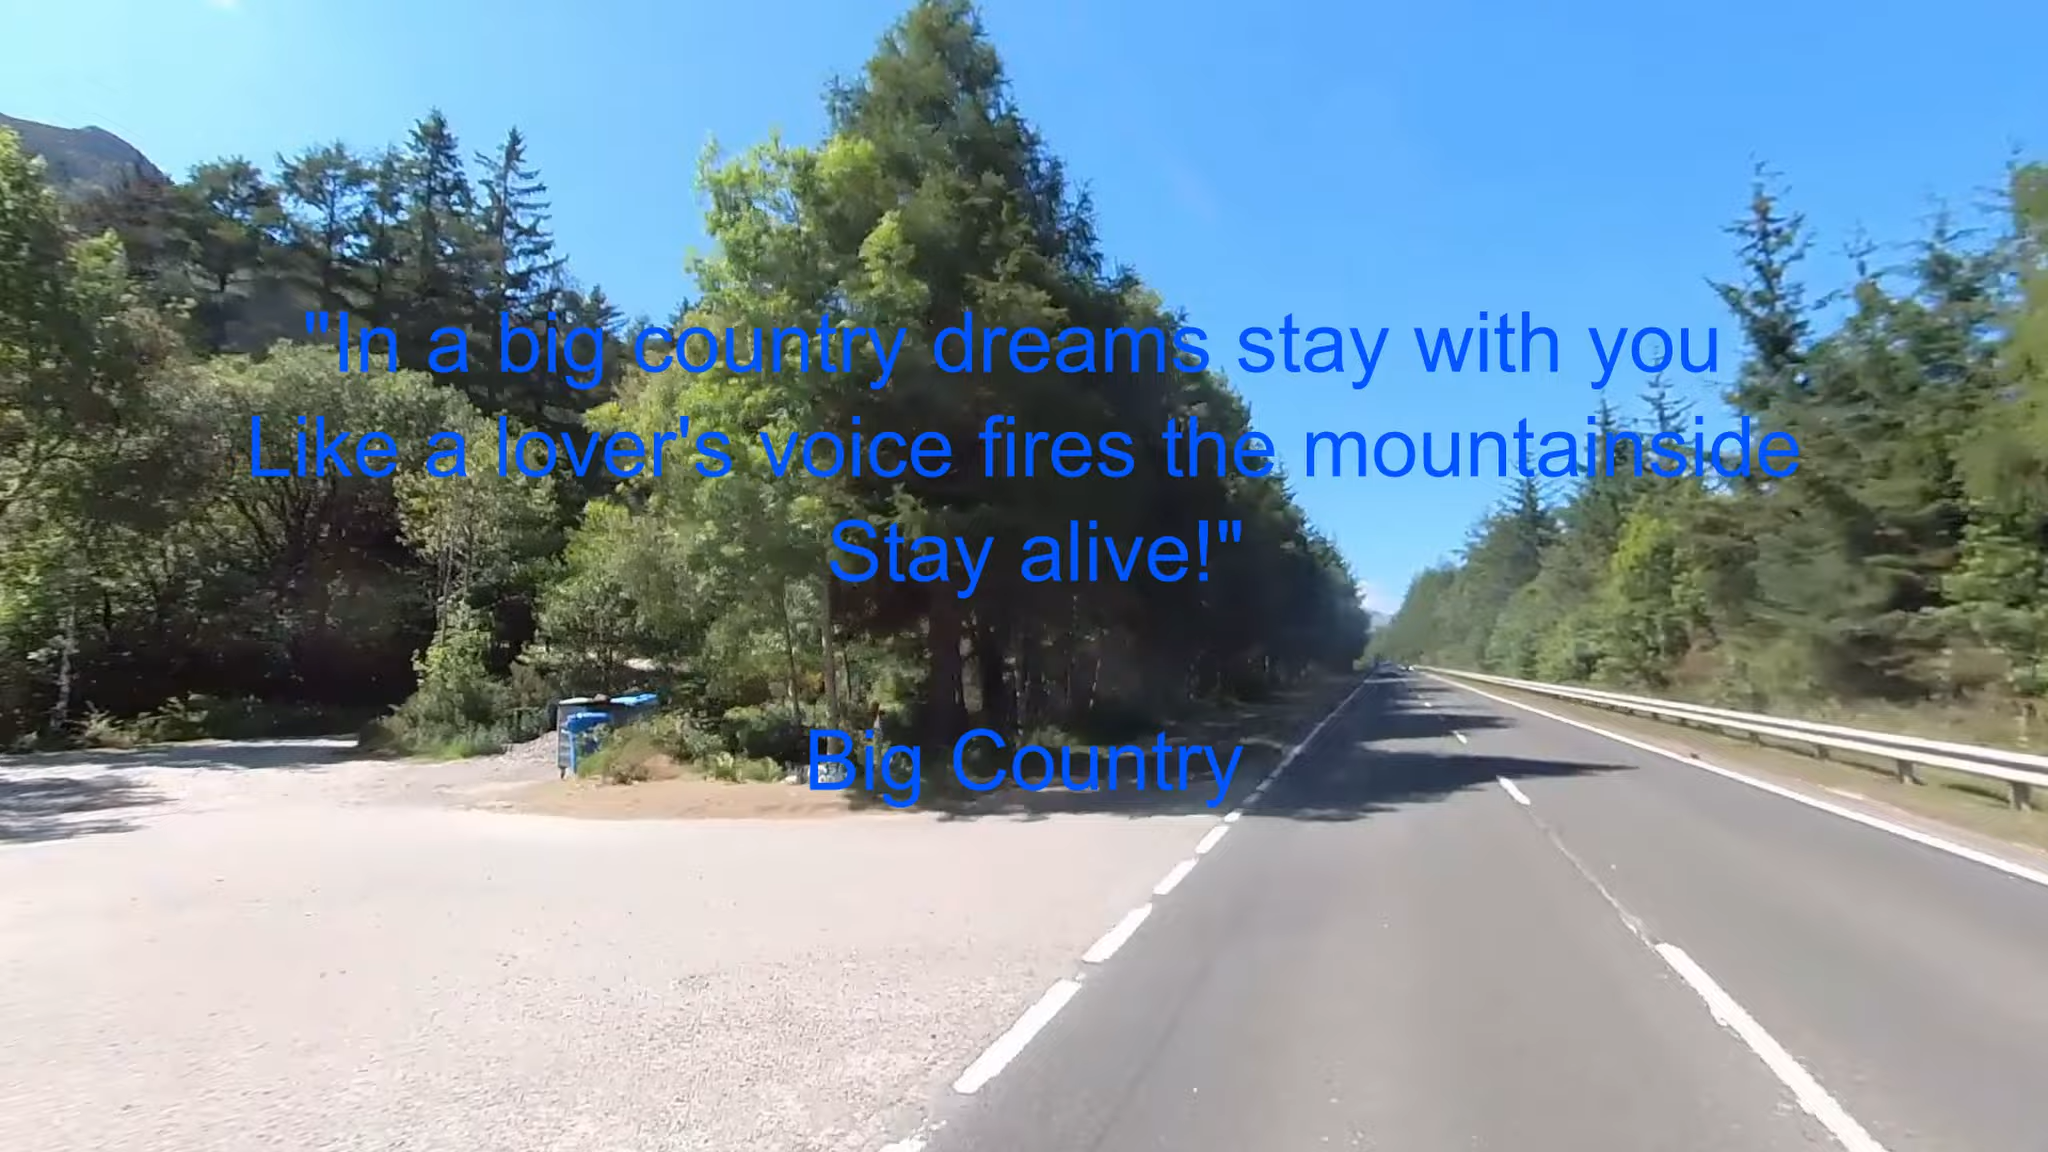 "In a big country dreams stay with you
Like a lover's voice fires the mountainside
Stay alive!"
Big Country